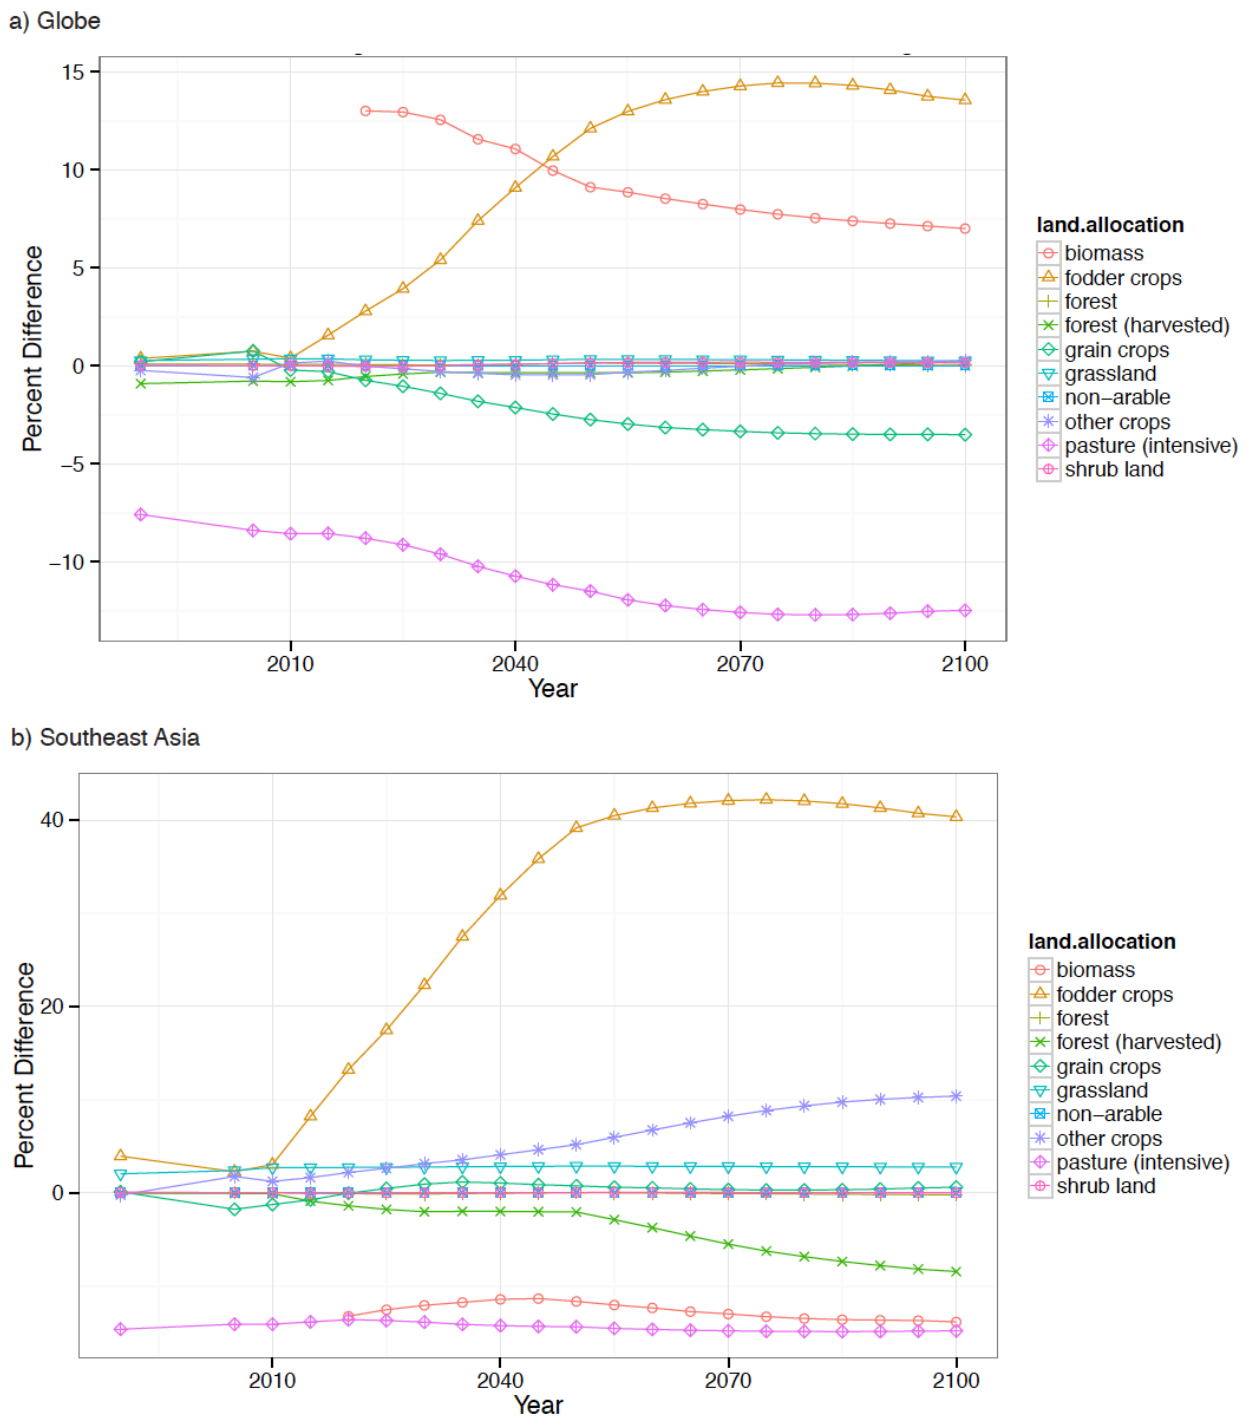 a) Globe
15
10
5
0
−5
−10
Percent Difference
2010
2040
2070
2100
Year
land.allocation
biomass
fodder crops
forest
forest (harvested)
grain crops
grassland
non−arable
other crops
pasture (intensive)
shrub land
b) Southeast Asia
40
20
0
Percent Difference
2010
2040
2070
2100
Year
land.allocation
biomass
fodder crops
forest
forest (harvested)
grain crops
grassland
non−arable
other crops
pasture (intensive)
shrub land